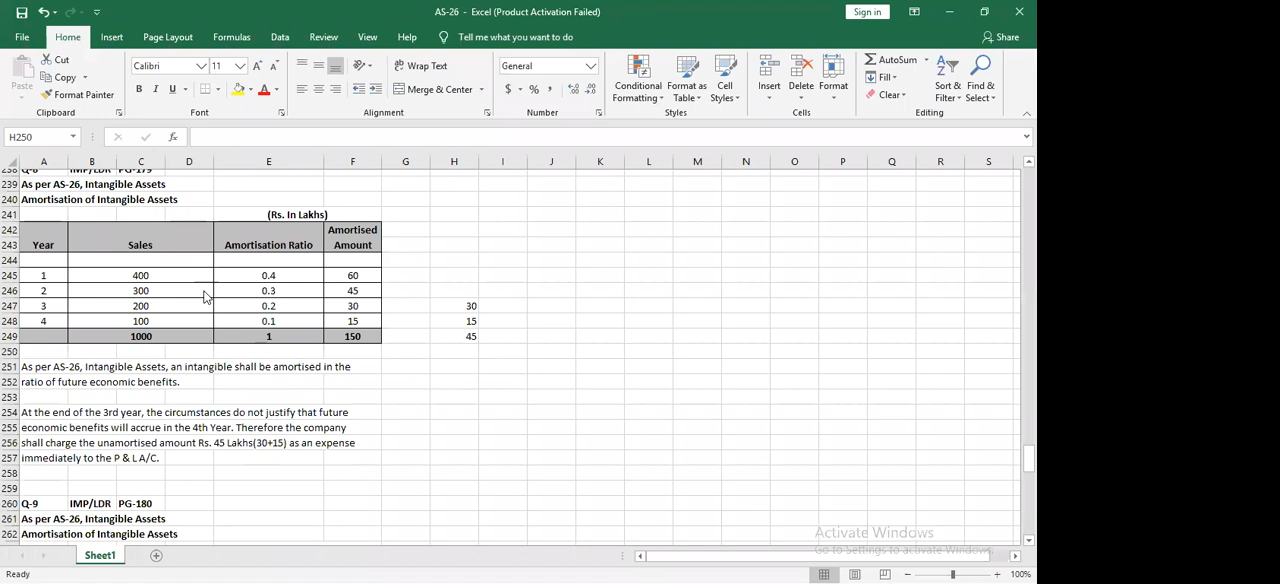 AS-26 - Excel (Product Activation Failed)
Sign in
File Home Insert Page Layout Formulas Data Review View Help Tell me what you want to do Share
Paste
Cut
Copy
Format Painter
Clipboard
Calibri 11
B I U
Font
Wrap Text
Merge & Center
Alignment
General
$ % ,
Number
Conditional Formatting
Format as Table
Cell Styles
Styles
Insert Delete Format
Cells
AutoSum
Fill
Clear
Sort & Filter
Find & Select
Editing
H250 fx
A B C D E F G H I J K L M N O P Q R S
238 Q-8 IMP/LDR PG-179
239 As per AS-26, Intangible Assets
240 Amortisation of Intangible Assets
241 (Rs. In Lakhs)
242 Amortised
243 Year Sales Amortisation Ratio Amount
244
245 1 400 0.4 60
246 2 300 0.3 45
247 3 200 0.2 30 30
248 4 100 0.1 15 15
249 1000 1 150 45
250
251 As per AS-26, Intangible Assets, an intangible shall be amortised in the
252 ratio of future economic benefits.
253
254 At the end of the 3rd year, the circumstances do not justify that future
255 economic benefits will accrue in the 4th Year. Therefore the company
256 shall charge the unamortised amount Rs. 45 Lakhs(30+15) as an expense
257 immediately to the P & L A/C.
258
259
260 Q-9 IMP/LDR PG-180
261 As per AS-26, Intangible Assets
262 Amortisation of Intangible Assets
Activate Windows
Go to Settings to activate Windows.
Sheet1
Ready
100%